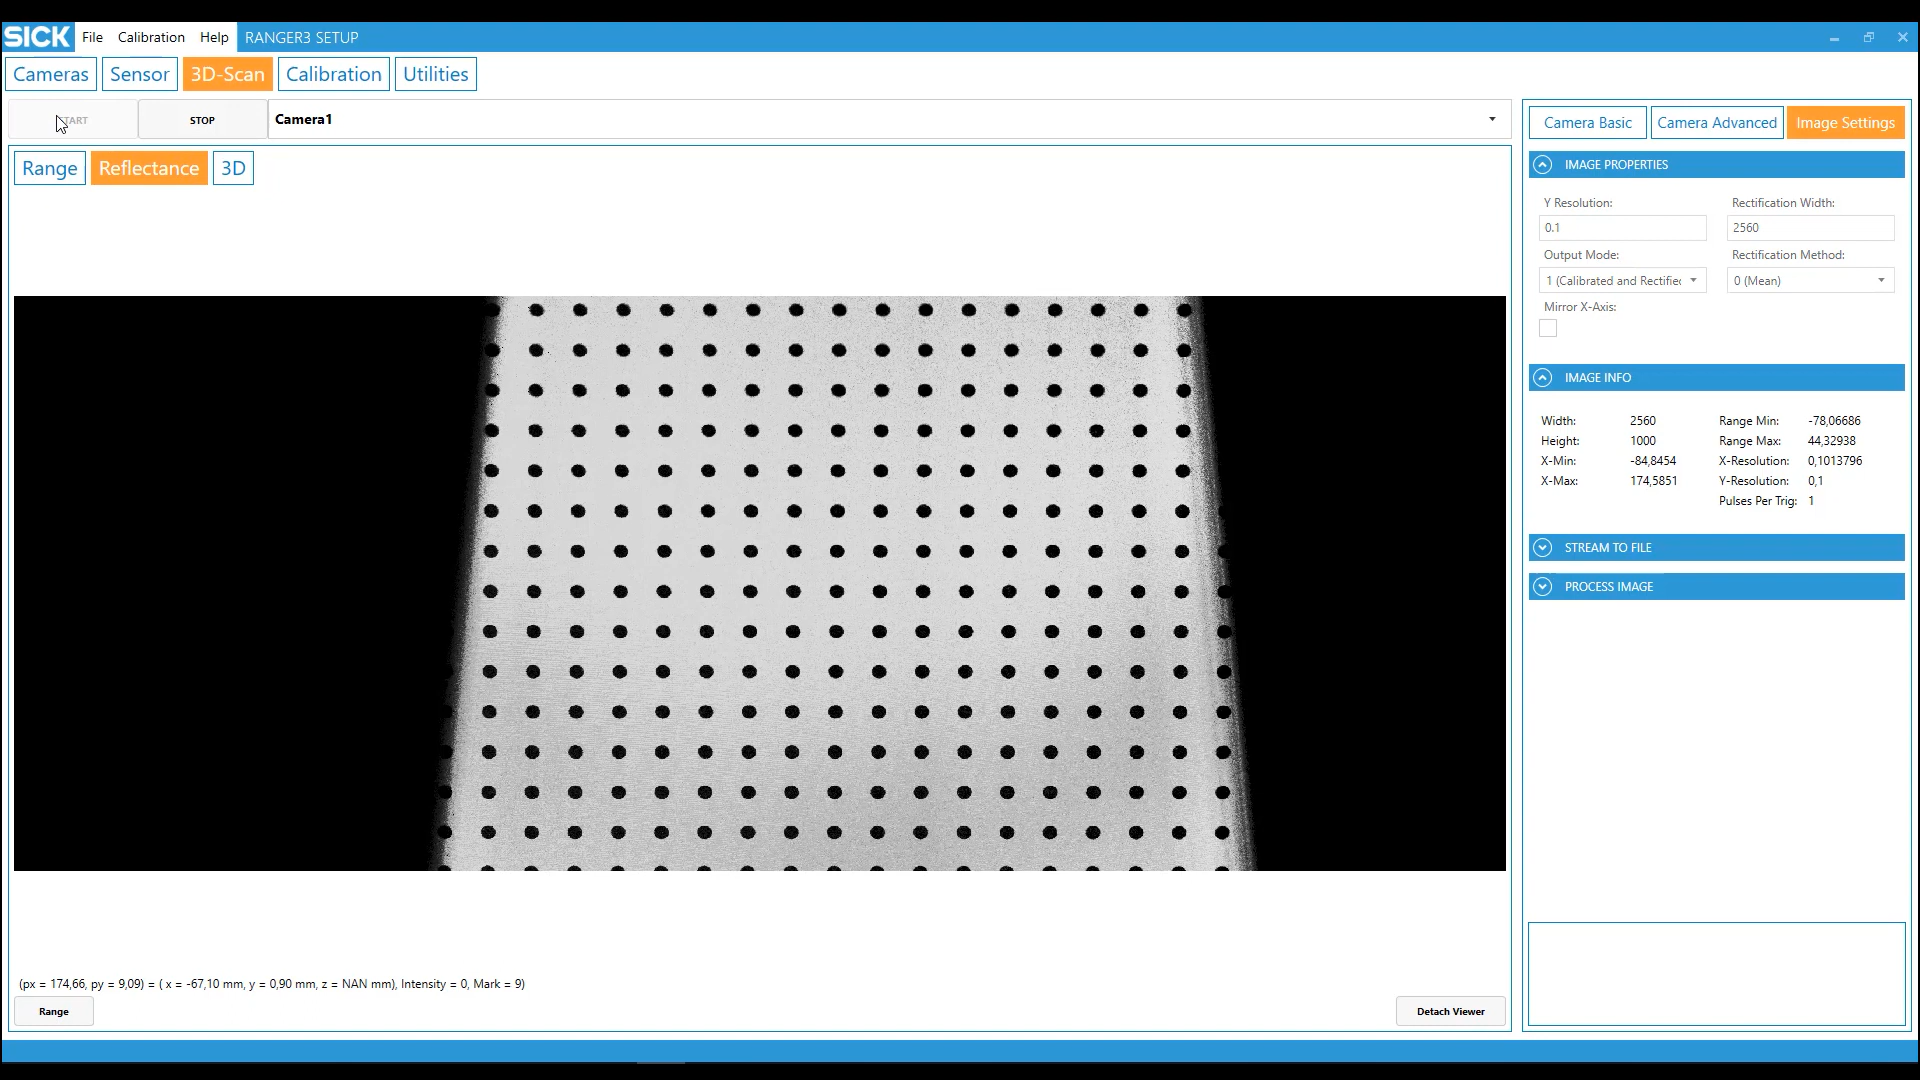 SICK File Calibration Help RANGER3 SETUP
Cameras Sensor 3D-Scan Calibration Utilities
STOP Camera1
Camera Basic Camera Advanced Image Settings
Range Reflectance 3D
IMAGE PROPERTIES
Y Resolution: Rectification Width:
0.1 2560
Output Mode: Rectification Method:
1 (Calibrated and Rectified 0 (Mean)
Mirror X-Axis:
IMAGE INFO
Width: 2560 Range Min: -78,06686
Height: 1000 Range Max: 44,32938
X-Min: -84,8454 X-Resolution: 0,1013796
X-Max: 174,5851 Y-Resolution: 0,1
Pulses Per Trig: 1
STREAM TO FILE
PROCESS IMAGE
(px = 174,66, py = 9,09) = ( x = -67,10 mm, y = 0,90 mm, z = NAN mm), Intensity = 0, Mark = 9)
Range Detach Viewer